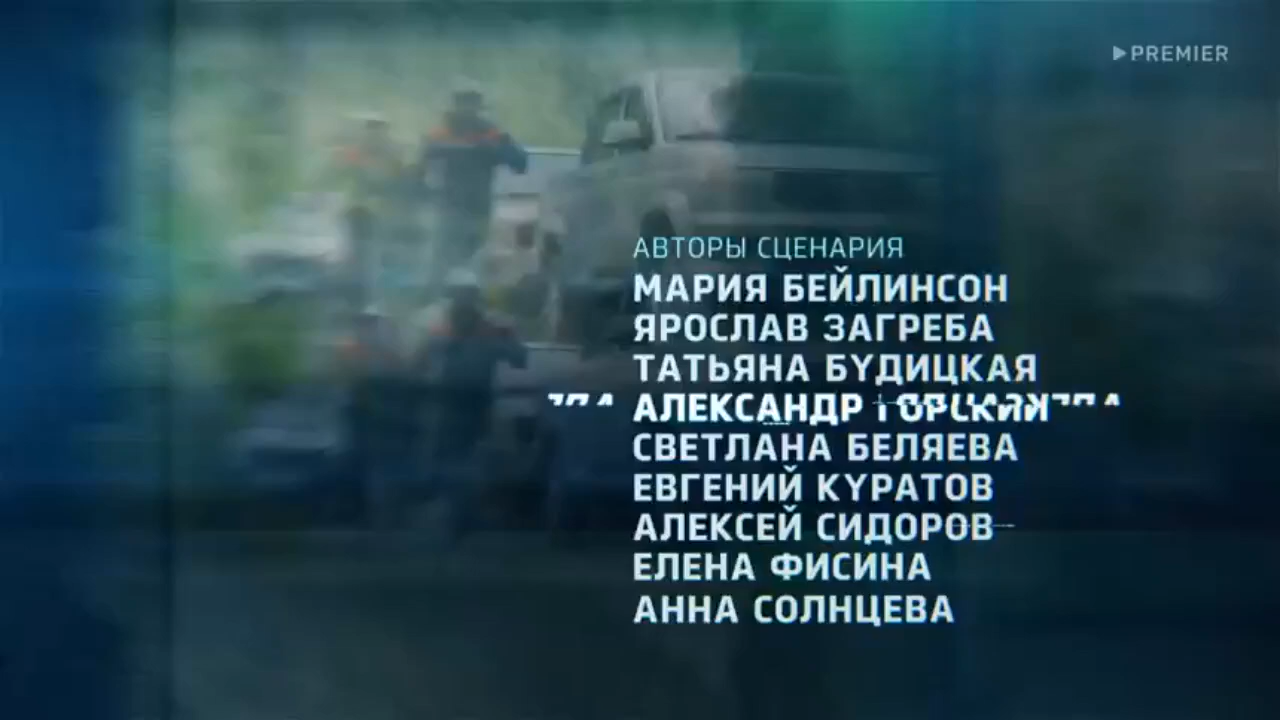 PREMIER
АВТОРЫ СЦЕНАРИЯ
МАРИЯ БЕЙЛИНСОН
ЯРОСЛАВ ЗАГРЕБА
ТАТЬЯНА БУДИЦКАЯ
АЛЕКСАНДР ГОРСКИЙ
СВЕТЛАНА БЕЛЯЕВА
ЕВГЕНИЙ КУРАТОВ
АЛЕКСЕЙ СИДОРОВ
ЕЛЕНА ФИСИНА
АННА СОЛНЦЕВА